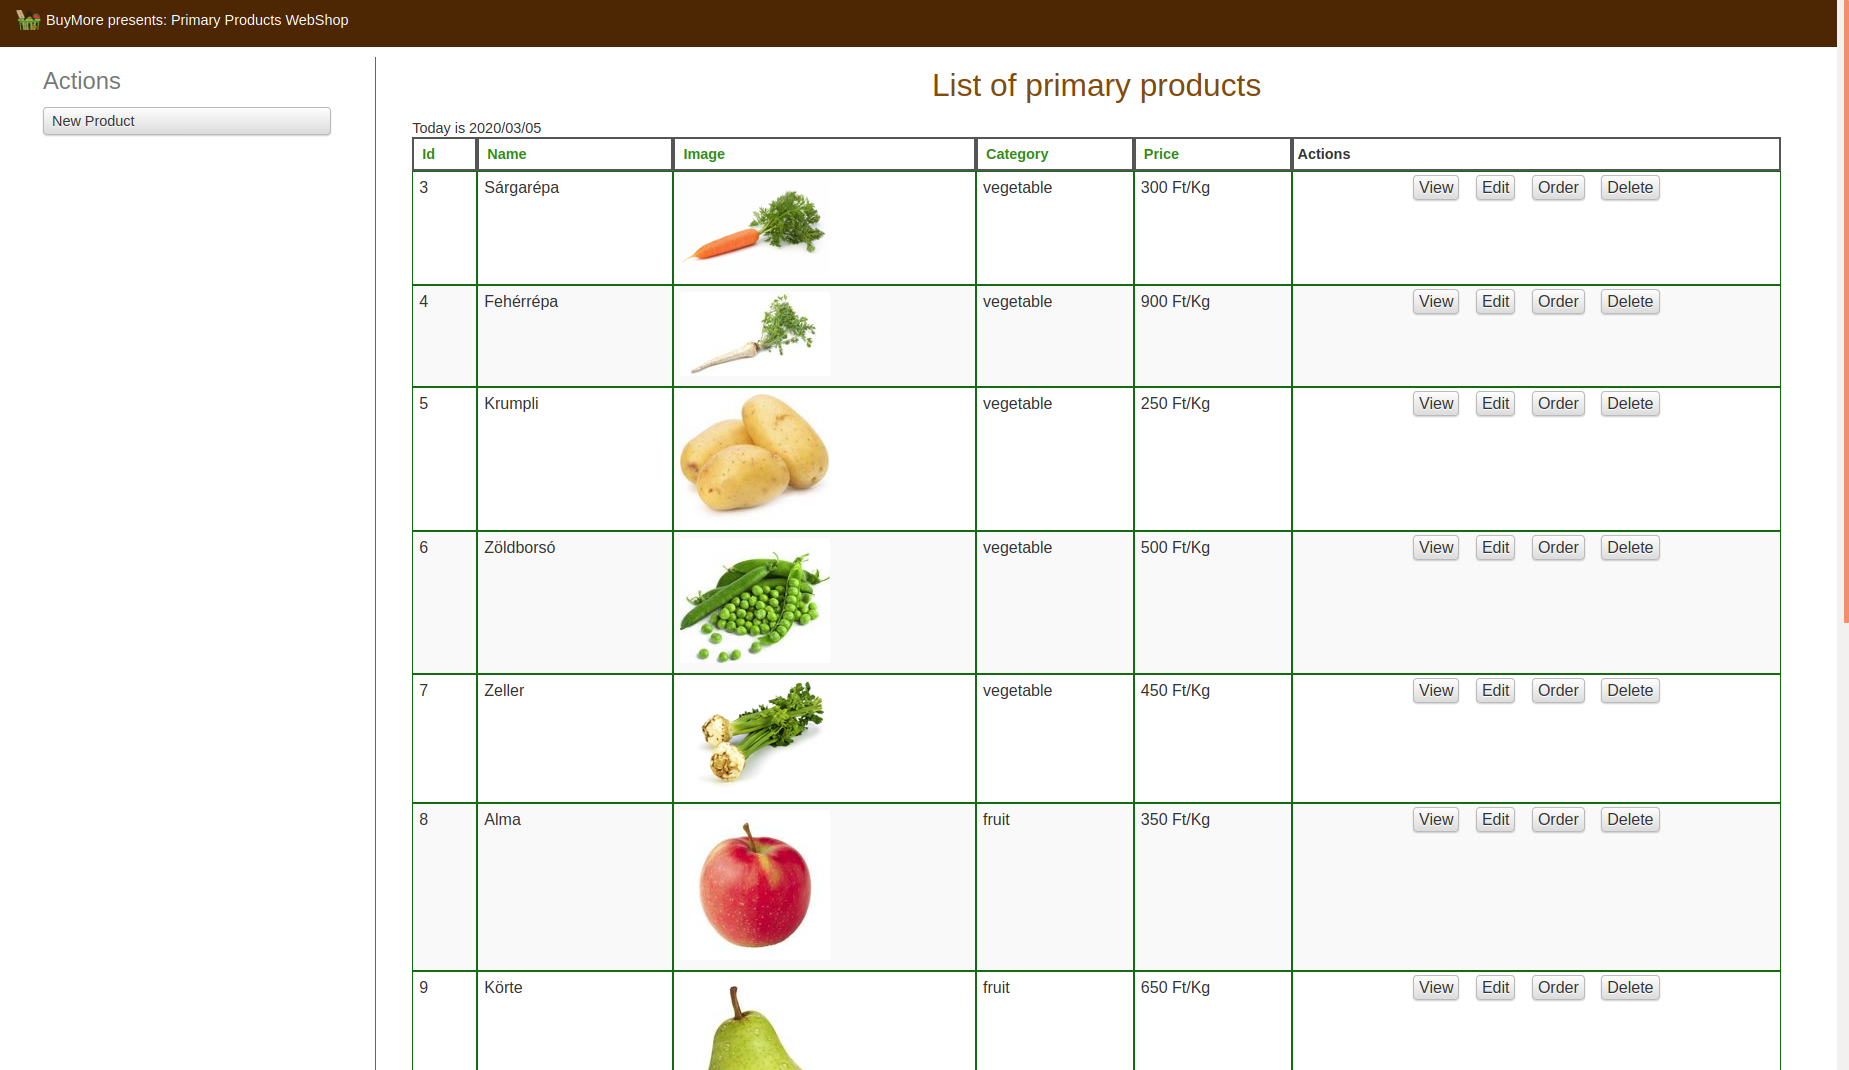 BuyMore presents: Primary Products WebShop
Actions
New Product
List of primary products
Today is 2020/03/05
Id Name Image Category Price Actions
3 Sárgarépa vegetable 300 Ft/Kg View Edit Order Delete
4 Fehérrépa vegetable 900 Ft/Kg View Edit Order Delete
5 Krumpli vegetable 250 Ft/Kg View Edit Order Delete
6 Zöldborsó vegetable 500 Ft/Kg View Edit Order Delete
7 Zeller vegetable 450 Ft/Kg View Edit Order Delete
8 Alma fruit 350 Ft/Kg View Edit Order Delete
9 Körte fruit 650 Ft/Kg View Edit Order Delete